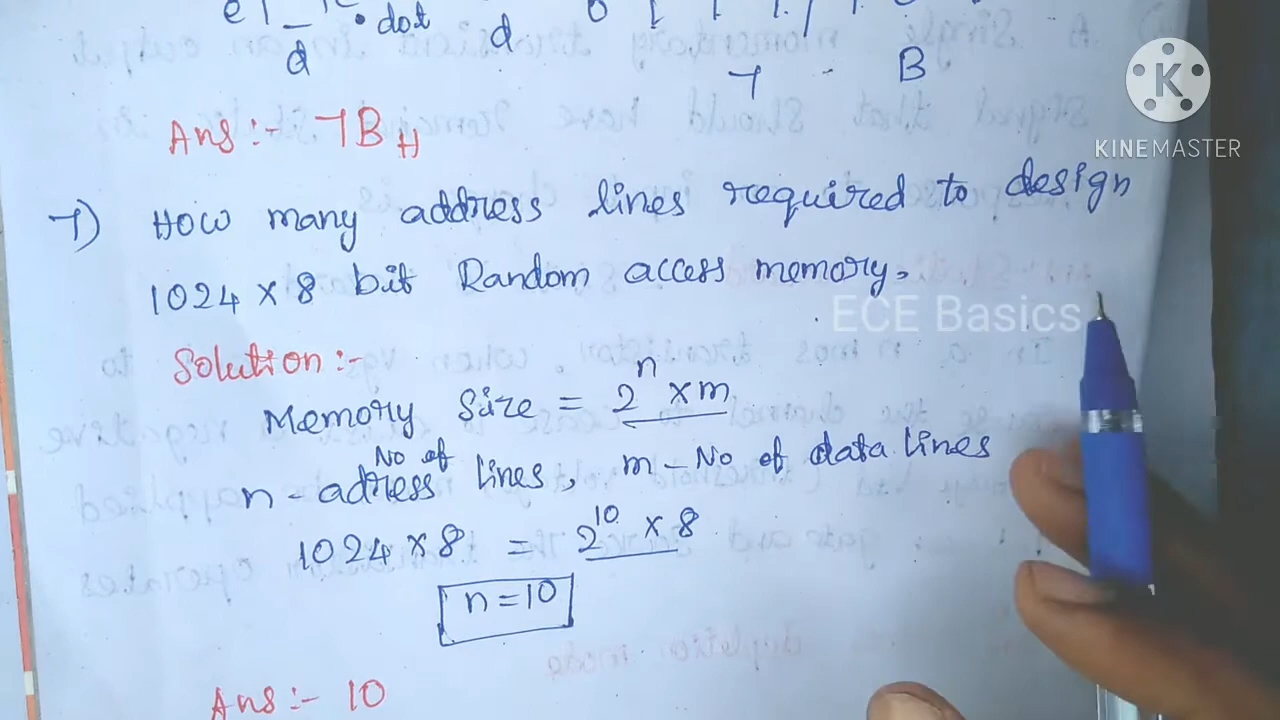 e
• dot
d
d
7
B
K
KINEMASTER
Ans :- 7B H
7) How many address lines required to design
1024 × 8 bit Random access memory.
ECE Basics
Solution :-
Memory Size = 2^n × m
No of
n - adress lines, m - No of data lines
1024 × 8 = 2^10 × 8
n = 10
Ans :- 10